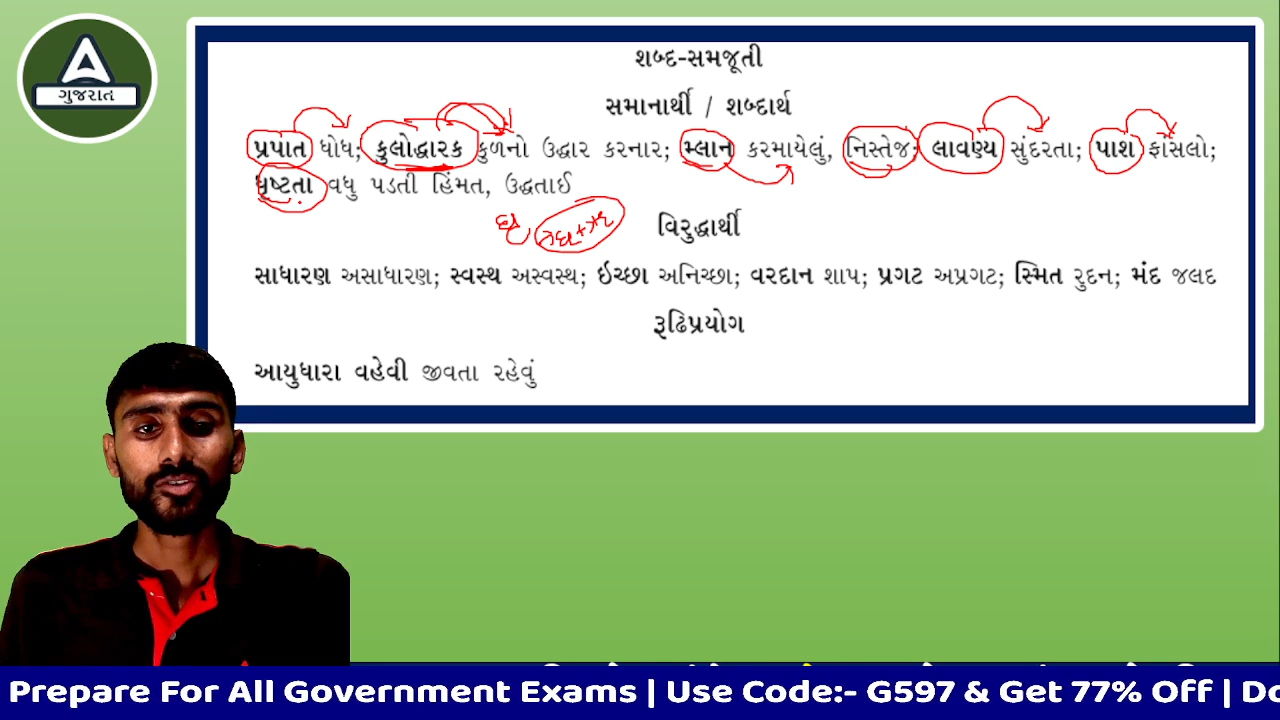 ગુજરાત
શબ્દ-સમજૂતી
સમાનાર્થી / શબ્દાર્થ
પ્રપાત ધોધ; કુલોદ્ધારક કુળનો ઉદ્ધાર કરનાર; મ્લાન કરમાયેલું, નિસ્તેજ; લાવણ્ય સુંદરતા; પાશ ફાંસલો;
ધૃષ્ટતા વધુ પડતી હિંમત, ઉદ્ધતાઈ
વિરુદ્ધાર્થી
સાધારણ અસાધારણ; સ્વસ્થ અસ્વસ્થ; ઇચ્છા અનિચ્છા; વરદાન શાપ; પ્રગટ અપ્રગટ; સ્મિત રુદન; મંદ જલદ
રૂઢિપ્રયોગ
આયુધારા વહેવી જીવતા રહેવું
Prepare For All Government Exams | Use Code:- G597 & Get 77% Off | Do